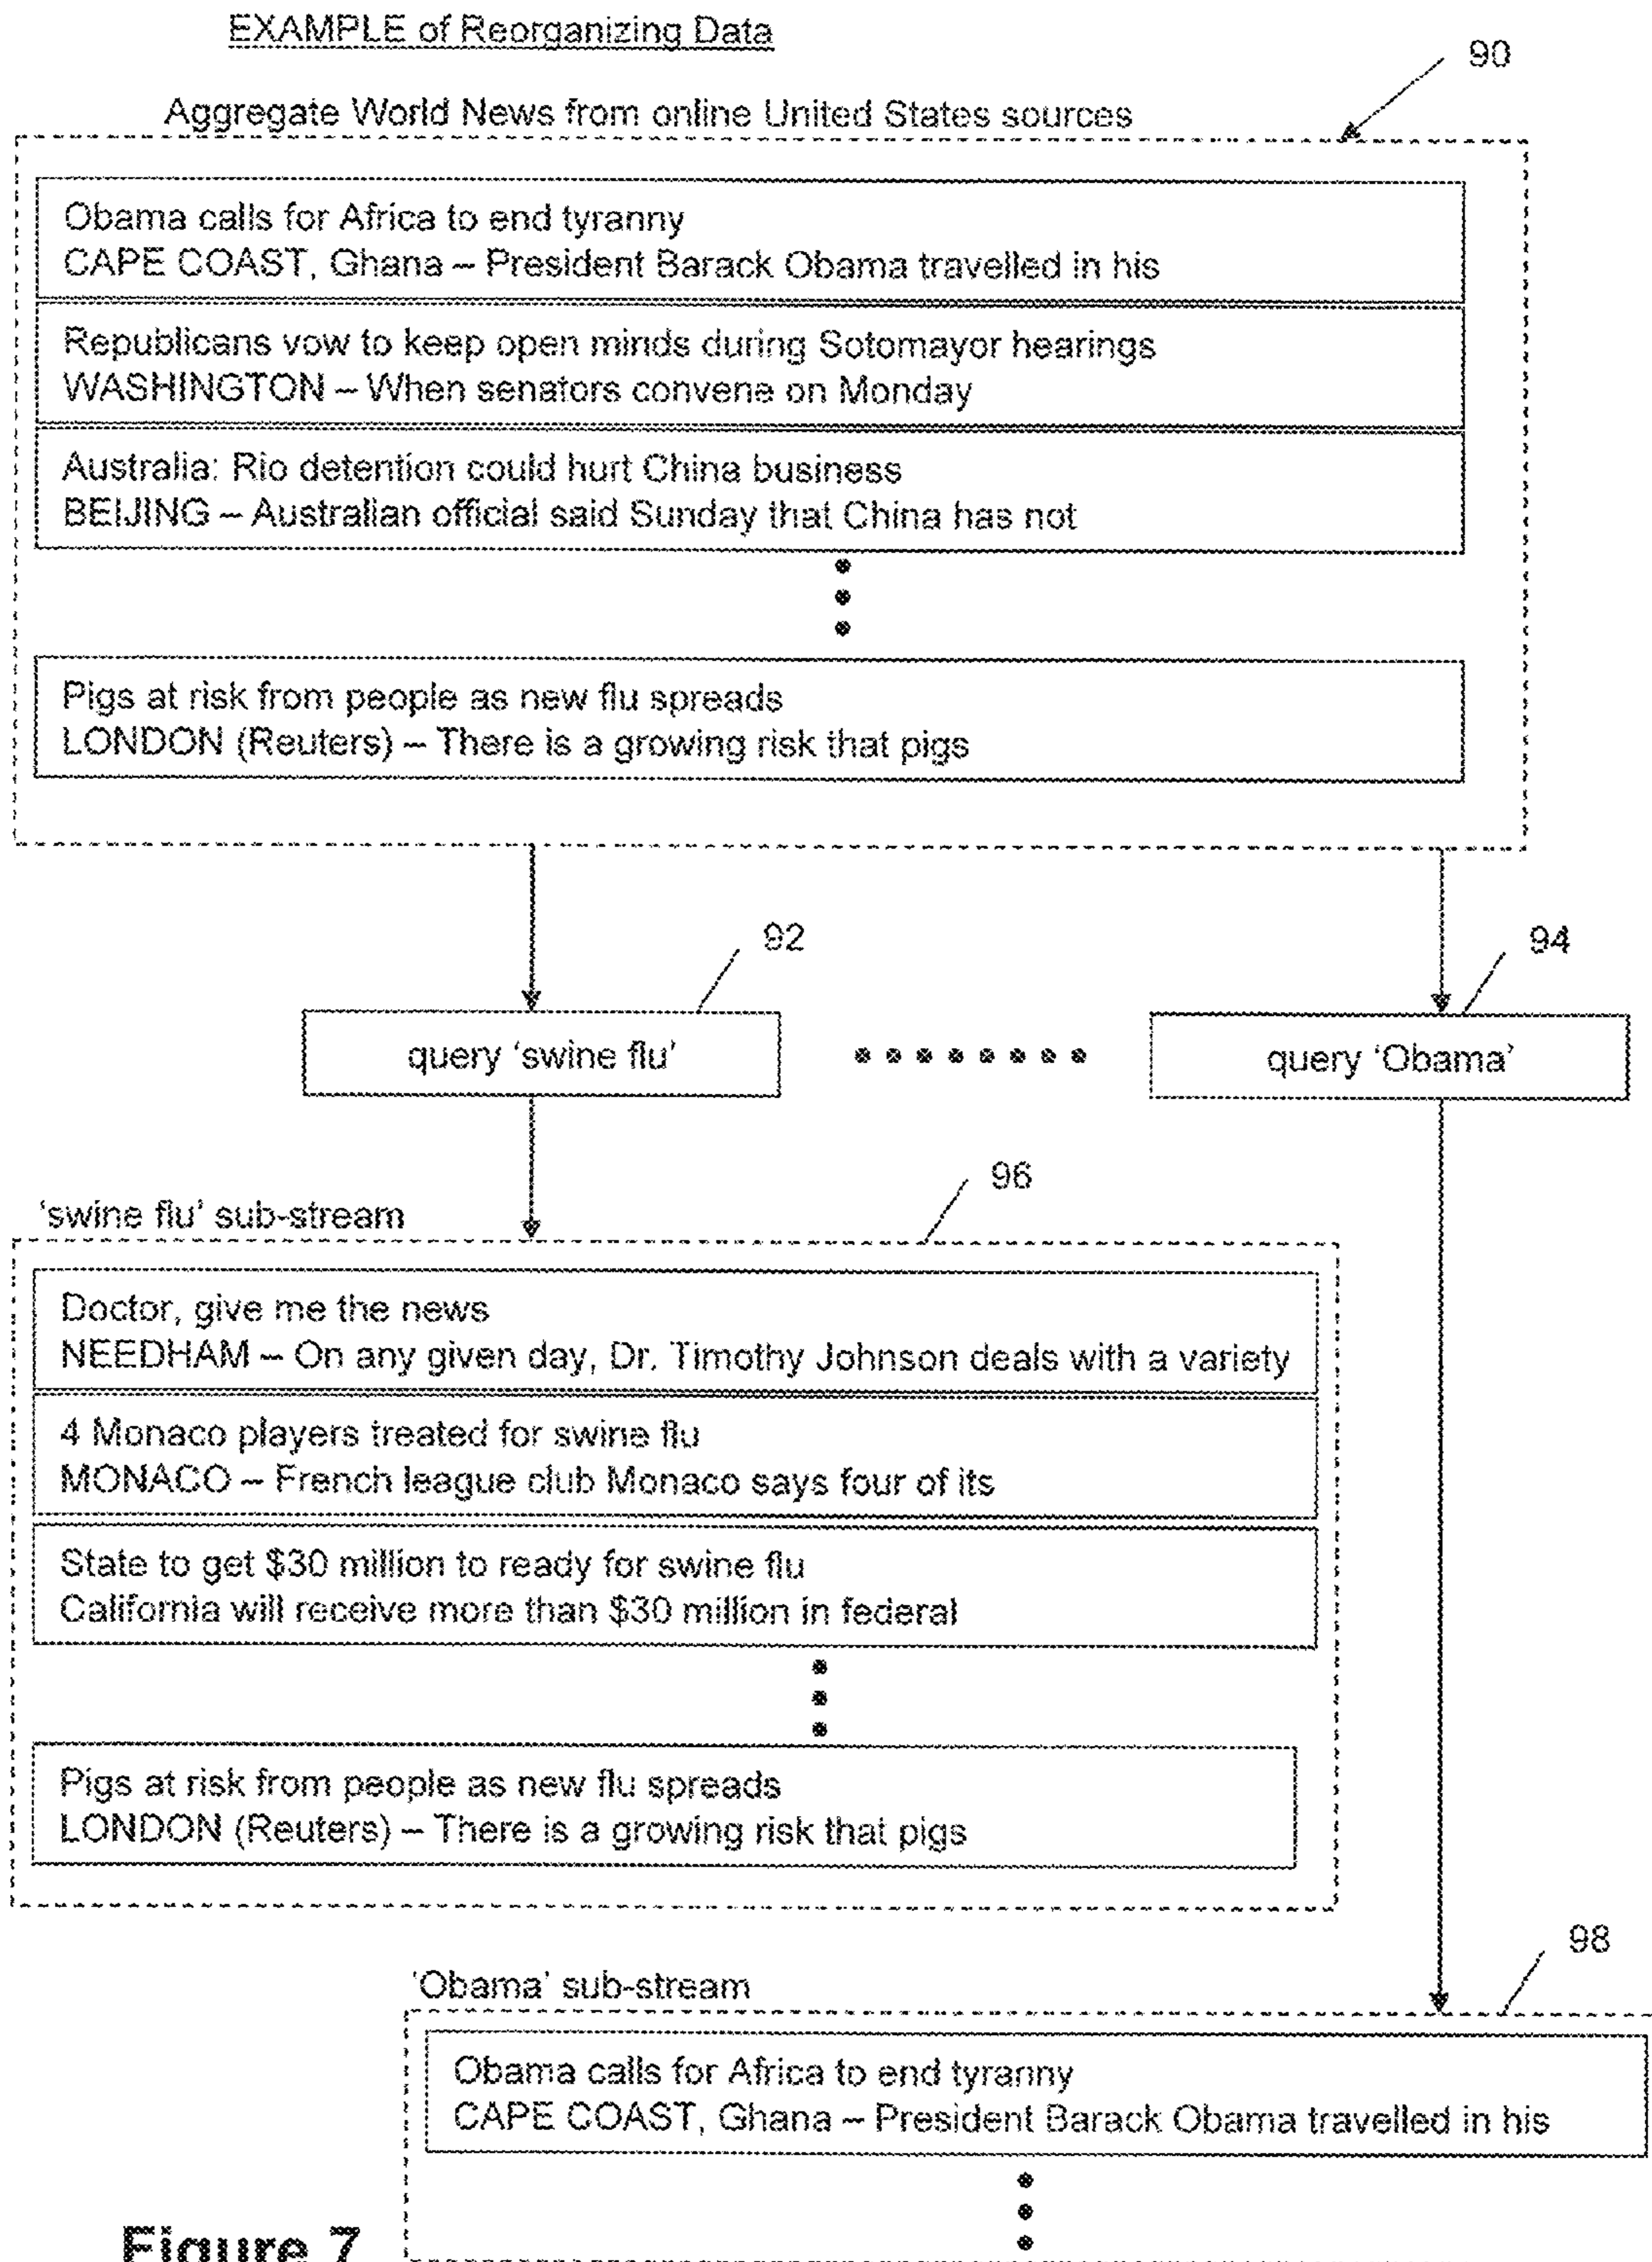 EXAMPLE of Reorganizing Data
90
Aggregate World News from online United States sources
Obama calls for Africa to end tyranny
CAPE COAST, Ghana – President Barack Obama travelled in his
Republicans vow to keep open minds during Sotomayor hearings
WASHINGTON – When senators convene on Monday
Australia: Rio detention could hurt China business
BEIJING – Australian official said Sunday that China has not
Pigs at risk from people as new flu spreads
LONDON (Reuters) – There is a growing risk that pigs
92
94
query ‘swine flu’
query ‘Obama’
96
‘swine flu’ sub-stream
Doctor, give me the news
NEEDHAM – On any given day, Dr. Timothy Johnson deals with a variety
4 Monaco players treated for swine flu
MONACO – French league club Monaco says four of its
State to get $30 million to ready for swine flu
California will receive more than $30 million in federal
Pigs at risk from people as new flu spreads
LONDON (Reuters) – There is a growing risk that pigs
98
‘Obama’ sub-stream
Obama calls for Africa to end tyranny
CAPE COAST, Ghana – President Barack Obama travelled in his
Figure 7